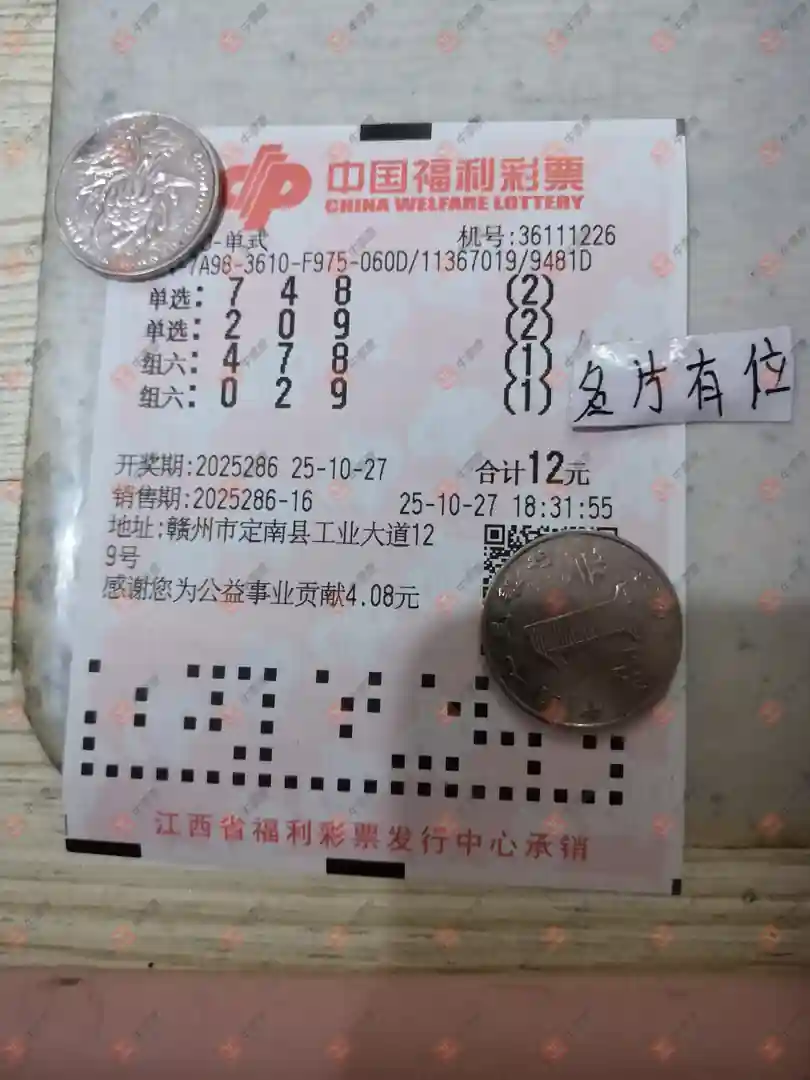 中国福利彩票
CHINA WELFARE LOTTERY
-单式 机号:36111226
7A98-3610-F975-060D/11367019/9481D
单选: 7 4 8 (2)
单选: 2 0 9 (2)
组六: 4 7 8 (1)
组六: 0 2 9 (1)
名片有位
开奖期:2025286 25-10-27 合计12元
销售期:2025286-16 25-10-27 18:31:55
地址:赣州市定南县工业大道12
9号
感谢您为公益事业贡献4.08元
江西省福利彩票发行中心承销